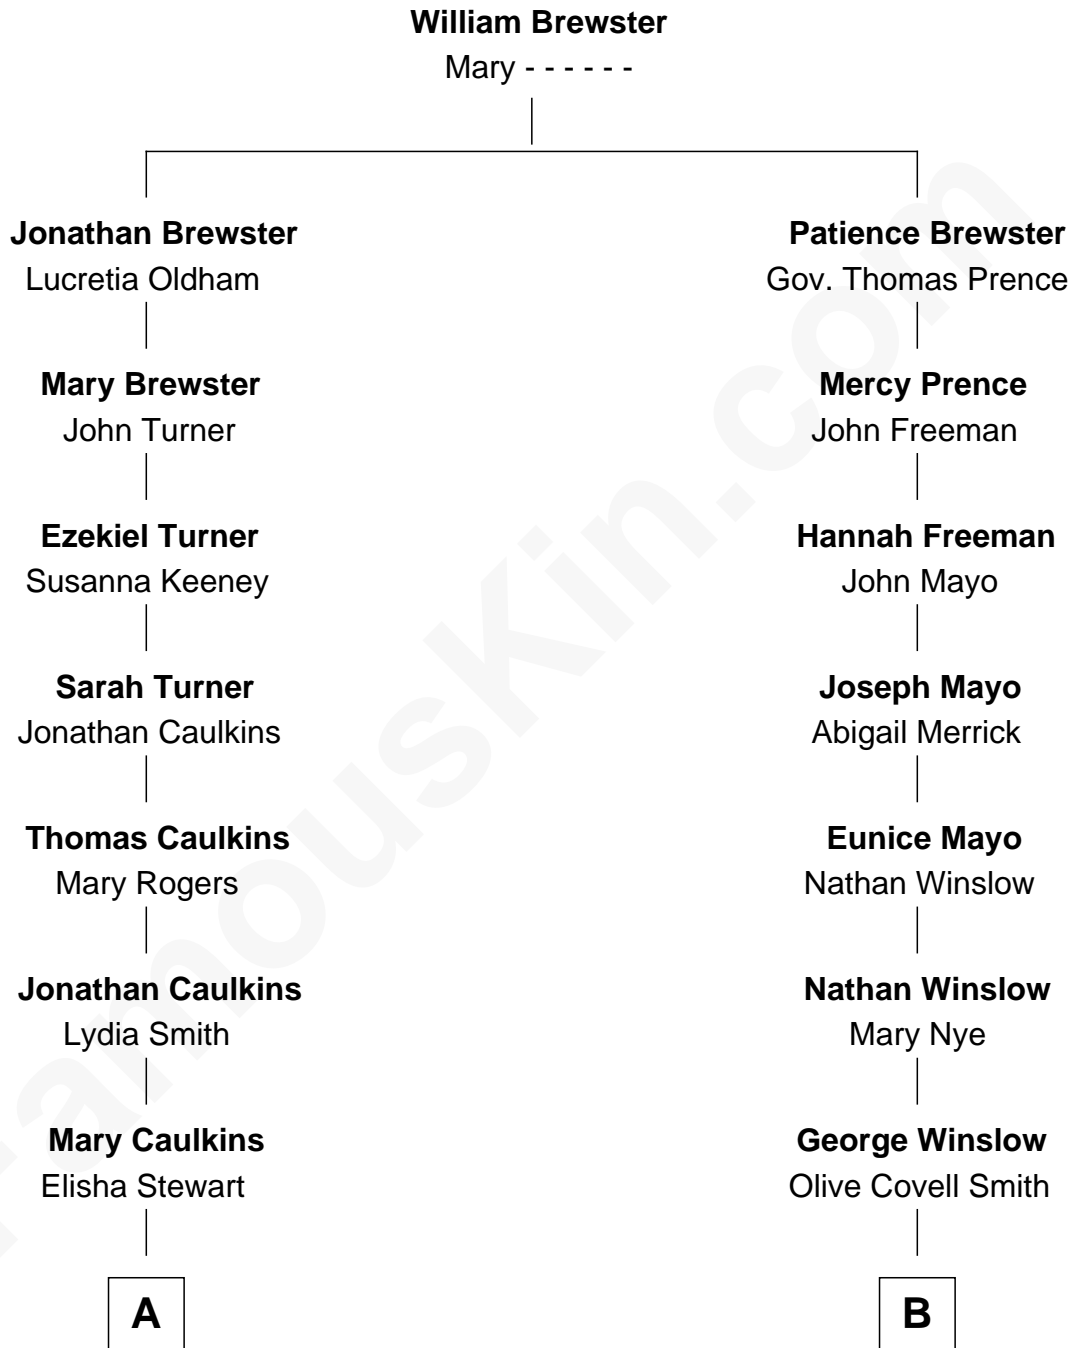 William Brewster
Mary - - - - - -
Jonathan Brewster
Lucretia Oldham
Patience Brewster
Gov. Thomas Prence
Mary Brewster
John Turner
Mercy Prence
John Freeman
Ezekiel Turner
Susanna Keeney
Hannah Freeman
John Mayo
Sarah Turner
Jonathan Caulkins
Joseph Mayo
Abigail Merrick
Thomas Caulkins
Mary Rogers
Eunice Mayo
Nathan Winslow
Jonathan Caulkins
Lydia Smith
Nathan Winslow
Mary Nye
Mary Caulkins
Elisha Stewart
George Winslow
Olive Covell Smith
A
B
FamousKin.com